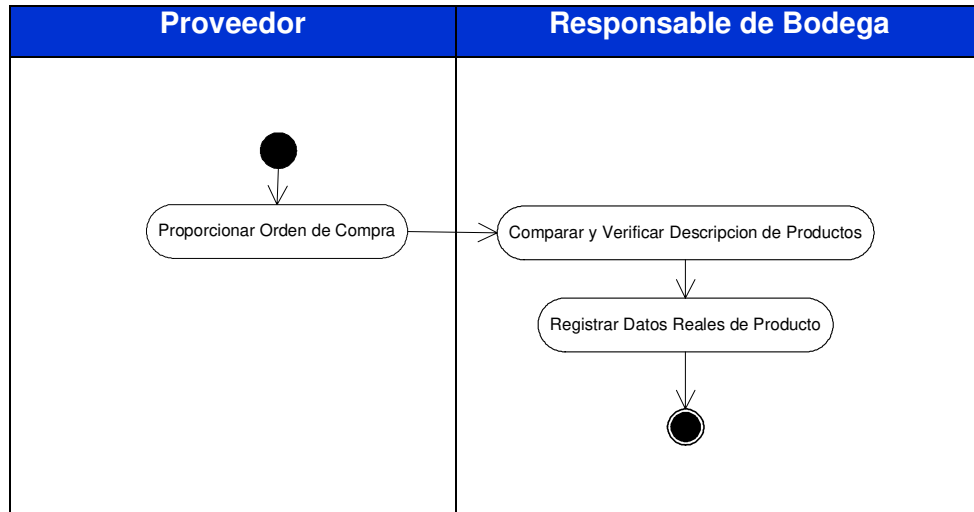 Proveedor
Responsable de Bodega
Proporcionar Orden de Compra
Comparar y Verificar Descripcion de Productos
Registrar Datos Reales de Producto